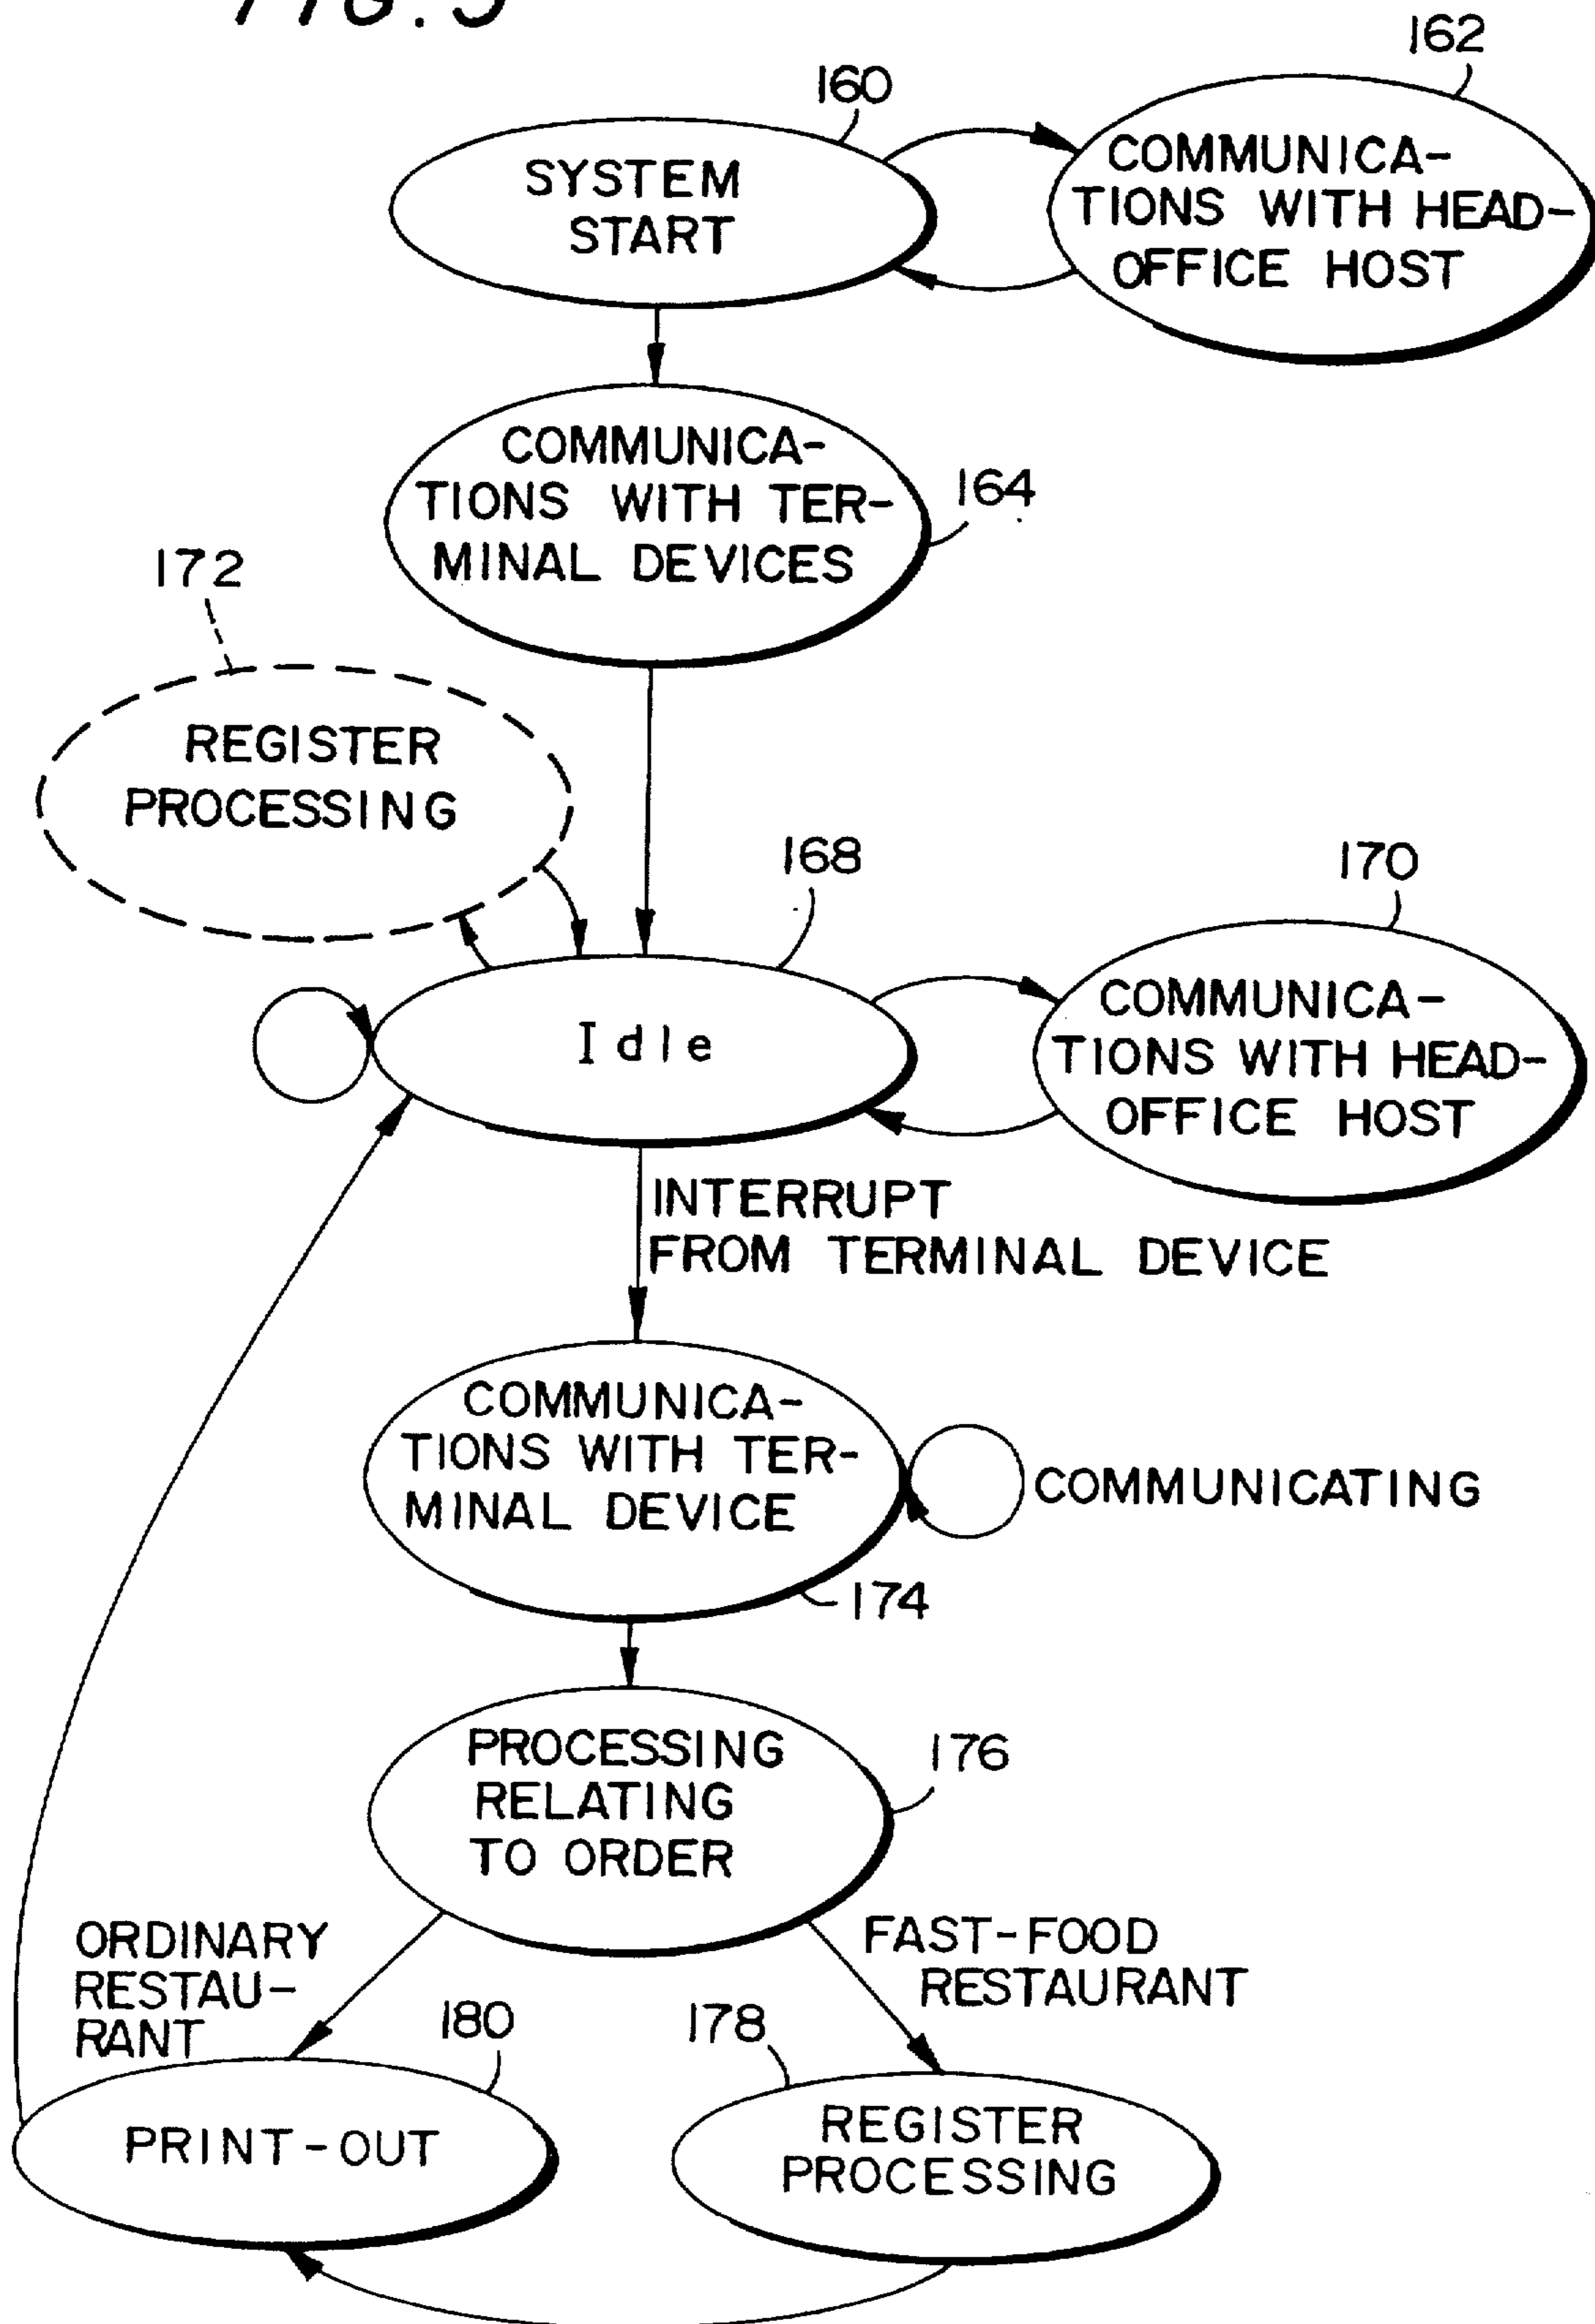 160
162
SYSTEM
START
COMMUNICA-
TIONS WITH HEAD-
OFFICE HOST
COMMUNICA-
TIONS WITH TER-
MINAL DEVICES
164
172
REGISTER
PROCESSING
168
170
Idle
COMMUNICA-
TIONS WITH HEAD-
OFFICE HOST
INTERRUPT
FROM TERMINAL DEVICE
COMMUNICA-
TIONS WITH TER-
MINAL DEVICE
COMMUNICATING
174
PROCESSING
RELATING
TO ORDER
176
ORDINARY
RESTAU-
RANT
FAST-FOOD
RESTAURANT
180
178
PRINT-OUT
REGISTER
PROCESSING